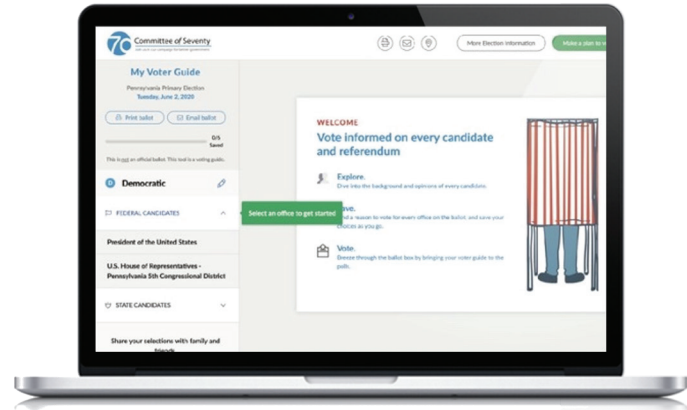 70 Committee of Seventy
More Election Information
Make a plan to v
My Voter Guide
Pennsylvania Primary Election
Tuesday, June 2, 2020
Print ballot
Email ballot
0/5
Saved
This is not an official ballot. This tool is a voting guide.
D Democratic
FEDERAL CANDIDATES
Select an office to get started
President of the United States
U.S. House of Representatives -
Pennsylvania 5th Congressional District
STATE CANDIDATES
Share your selections with family and
friends
WELCOME
Vote informed on every candidate
and referendum
Explore.
Dive into the background and opinions of every candidate.
ave.
nd a reason to vote for every office on the ballot, and save your
choices as you go.
Vote.
Breeze through the ballot box by bringing your voter guide to the
polls.